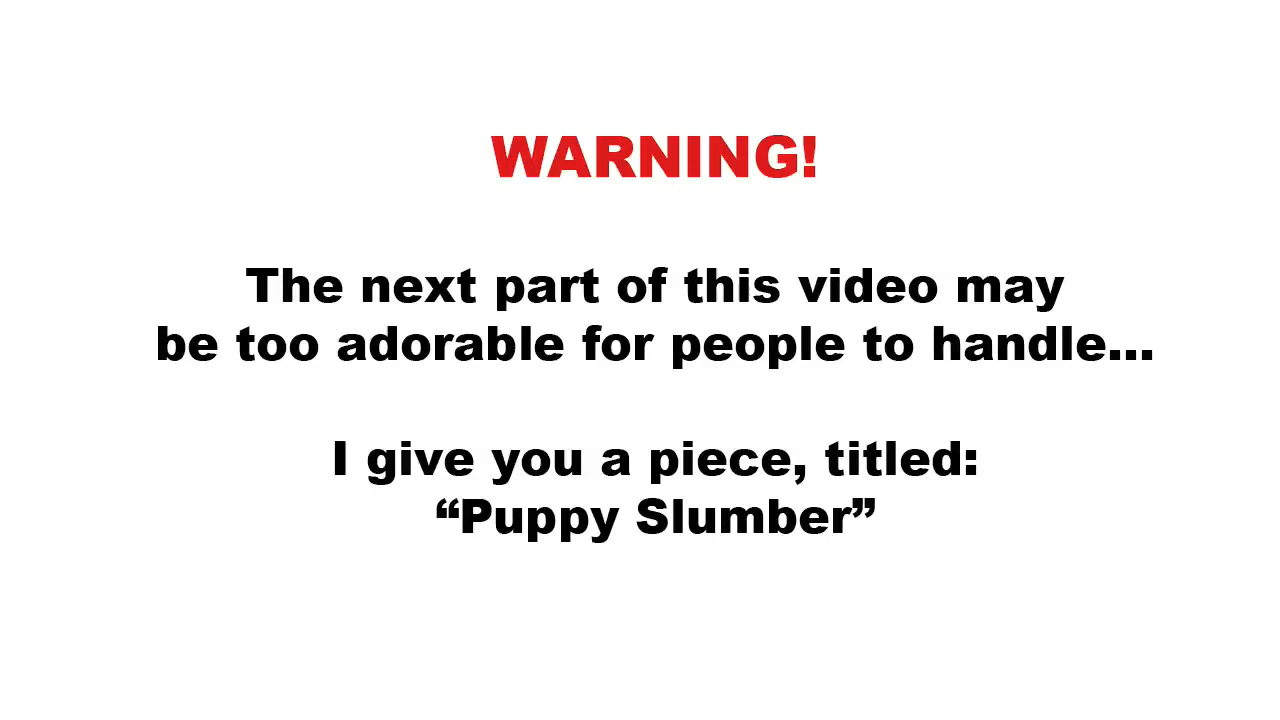 WARNING!
The next part of this video may
be too adorable for people to handle...
I give you a piece, titled:
“Puppy Slumber”